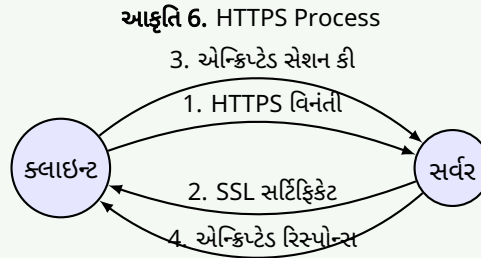 આકૃતિ 6. HTTPS Process
3. એન્ક્રિપ્ટેડ સેશન કી
1. HTTPS વિનંતી
ક્લાઇન્ટ
સર્વર
2. SSL સર્ટિફિકેટ
4. એન્ક્રિપ્ટેડ રિસ્પોન્સ